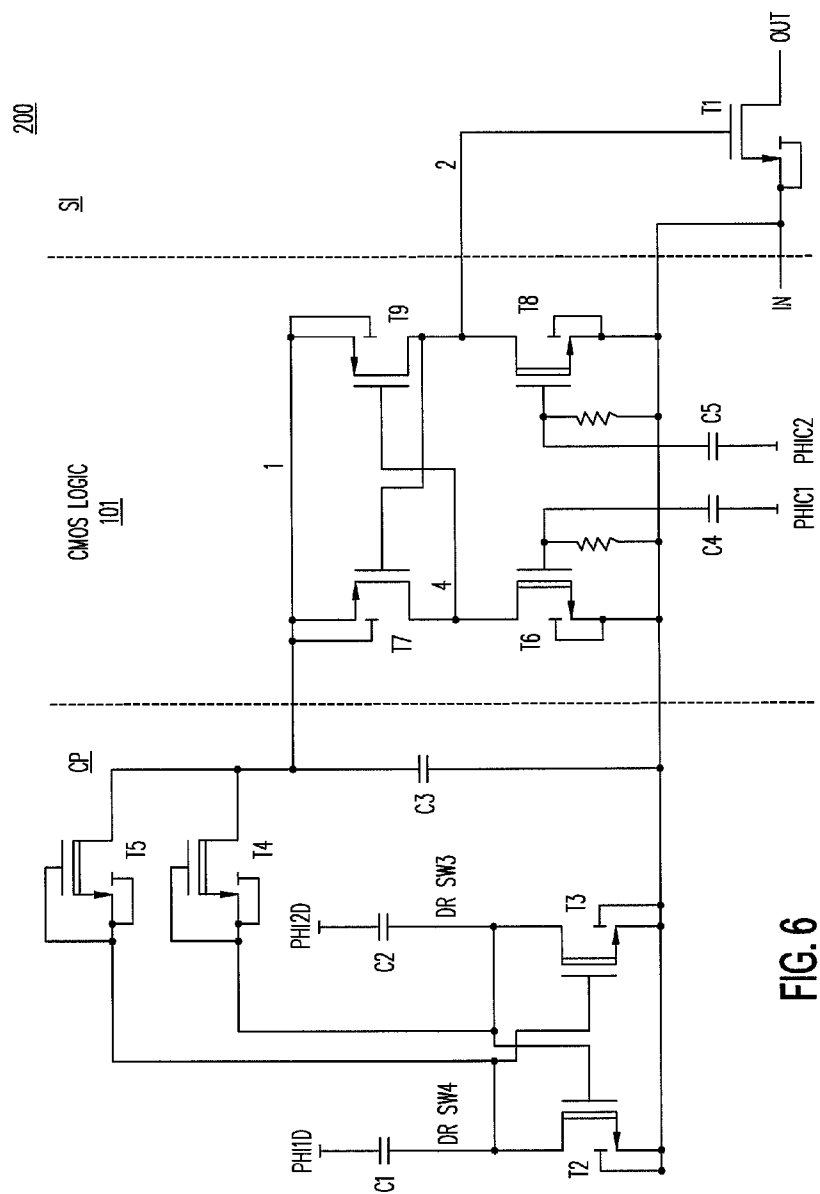 200
SI
CMOS LOGIC
101
CP
T5
T4
PHI1D
C1
DR SW4
PHI2D
C2
DR SW3
T2
T3
C3
1
T7
T9
4
2
T6
T8
C4
PHIC1
C5
PHIC2
IN
T1
OUT
FIG. 6